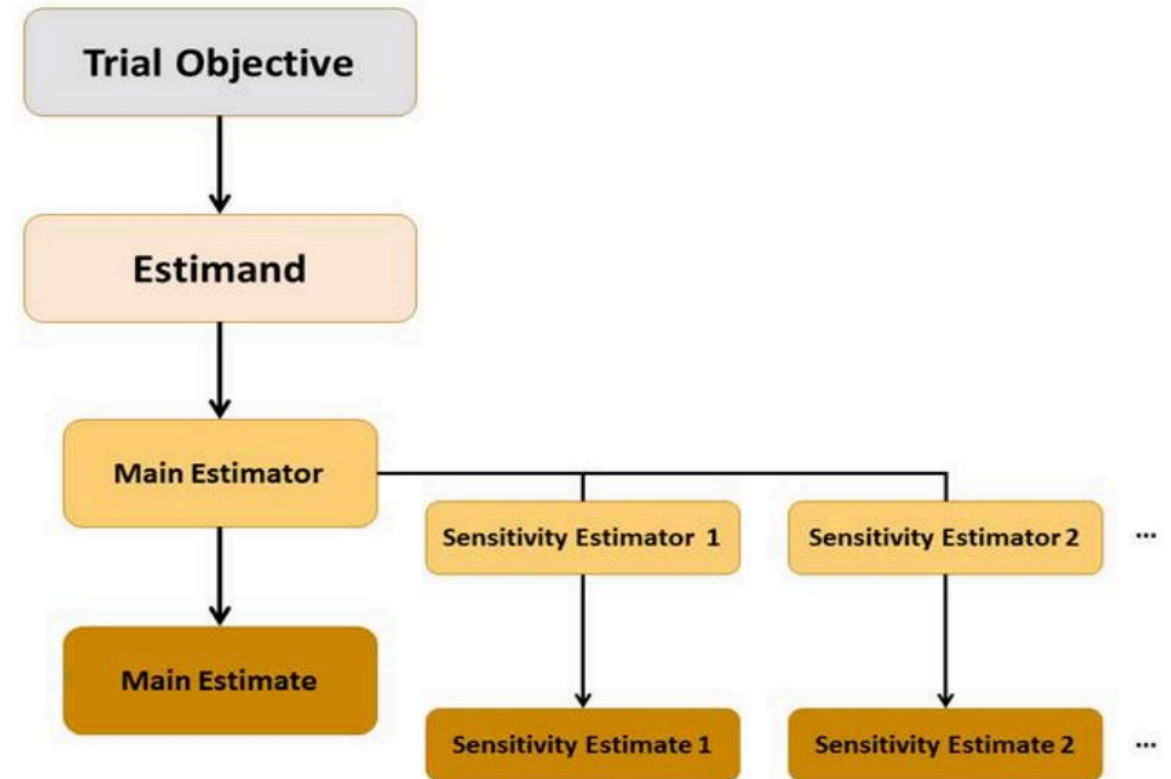 Trial Objective
Estimand
Main Estimator
Sensitivity Estimator 1
Sensitivity Estimator 2
...
Main Estimate
Sensitivity Estimate 1
Sensitivity Estimate 2
...